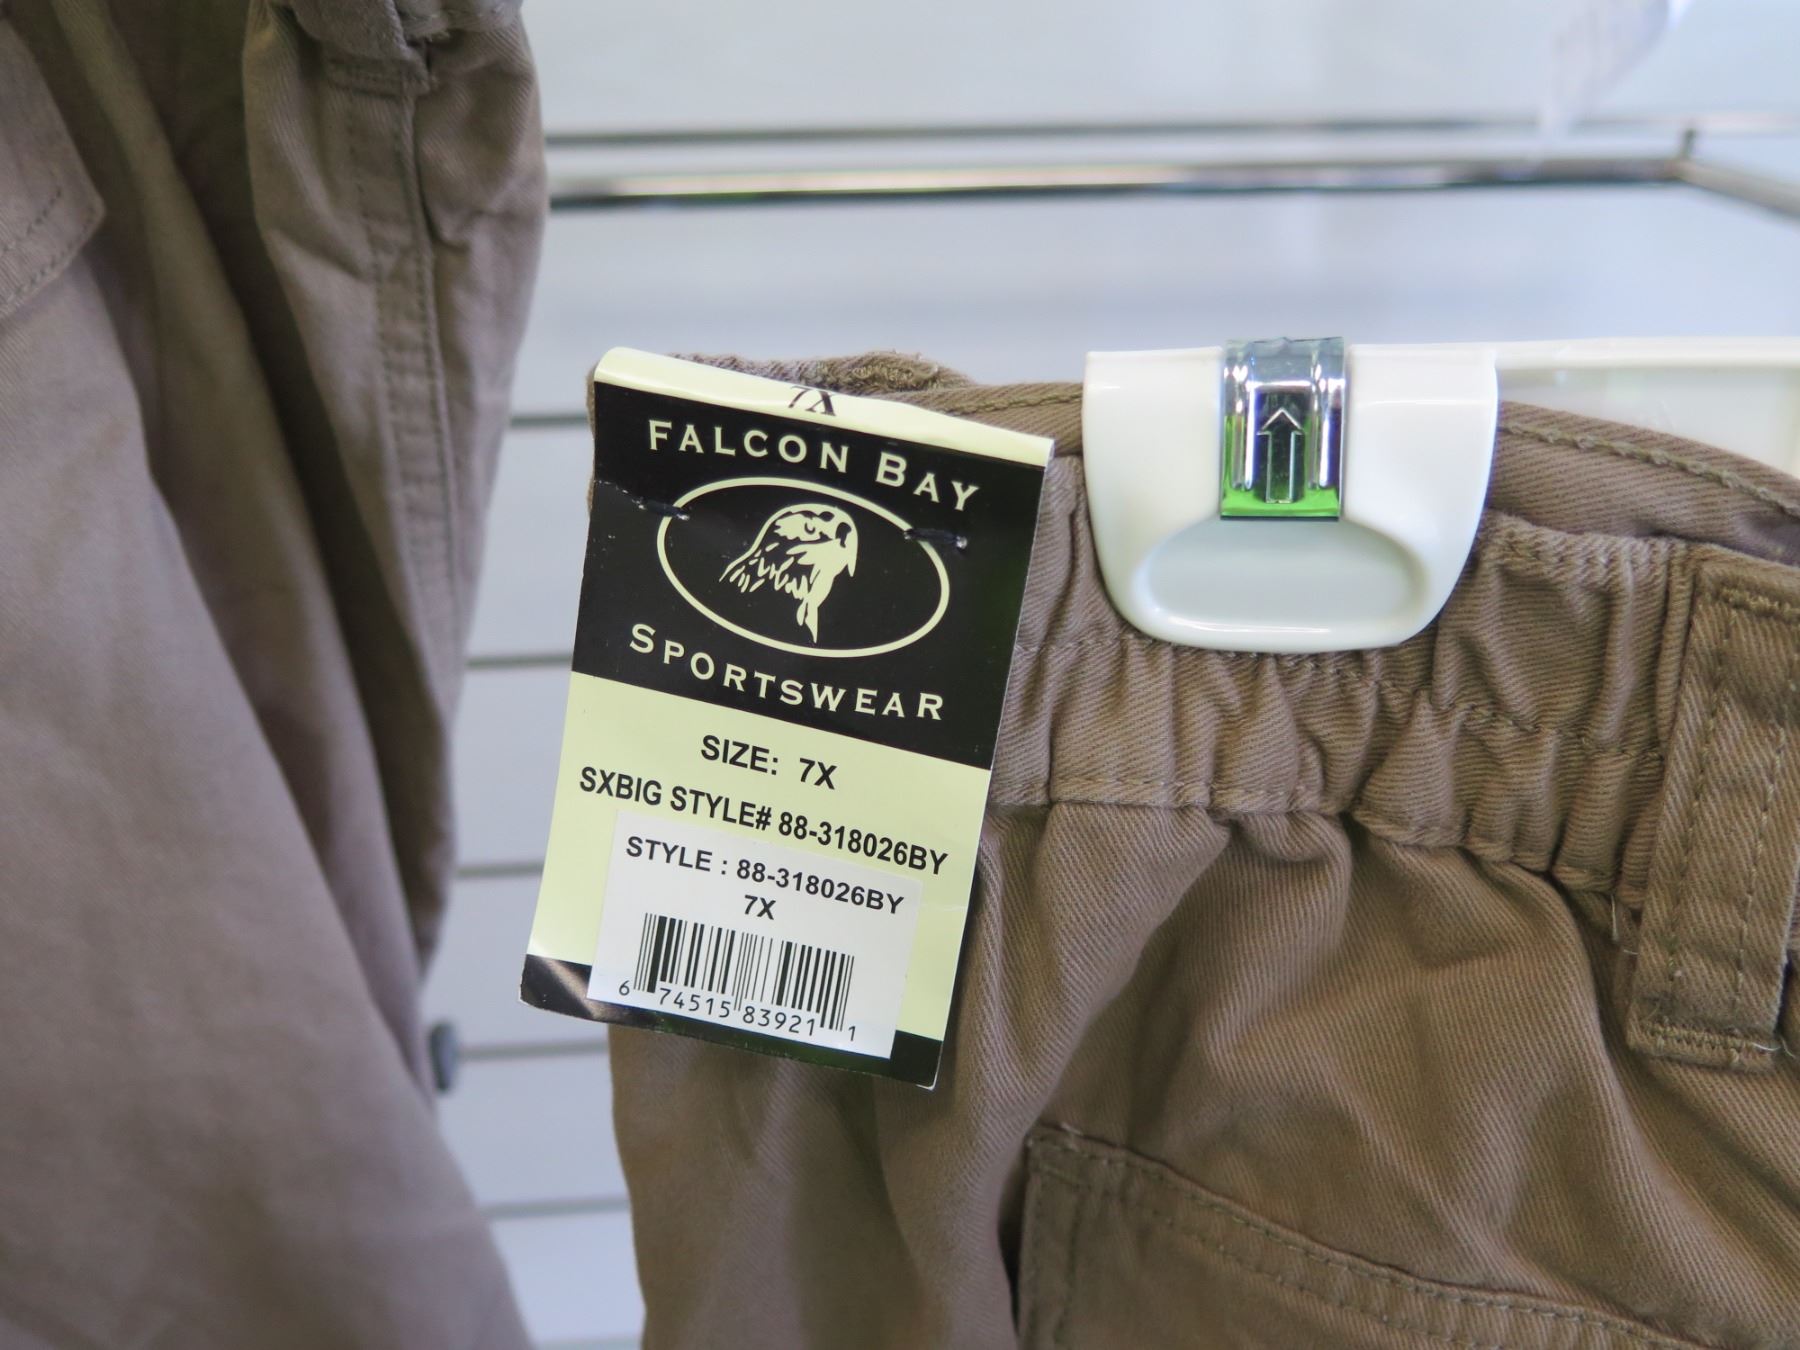 7X
FALCON BAY
SPORTSWEAR
SIZE: 7X
SXBIG STYLE# 88-318026BY
STYLE : 88-318026BY
7X
6 74515 83921 1